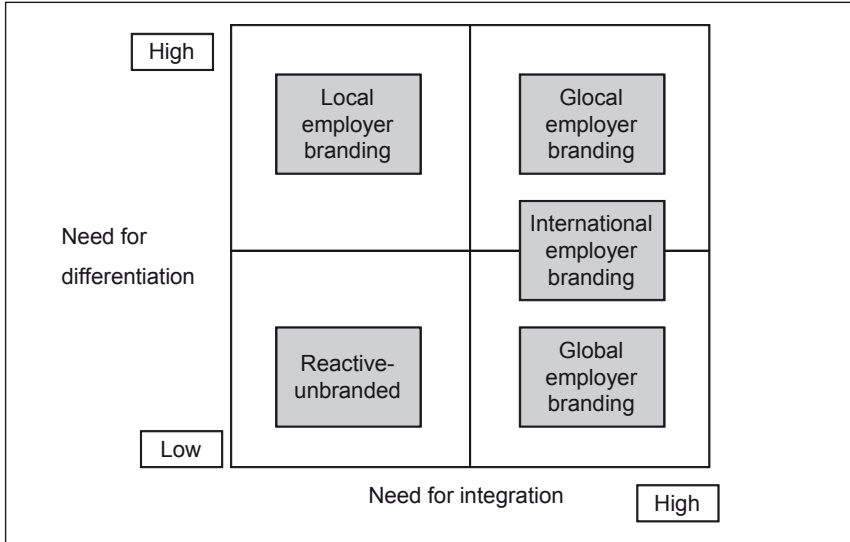 High
Local
employer
branding
Glocal
employer
branding
Need for
differentiation
International
employer
branding
Reactive-
unbranded
Global
employer
branding
Low
Need for integration
High